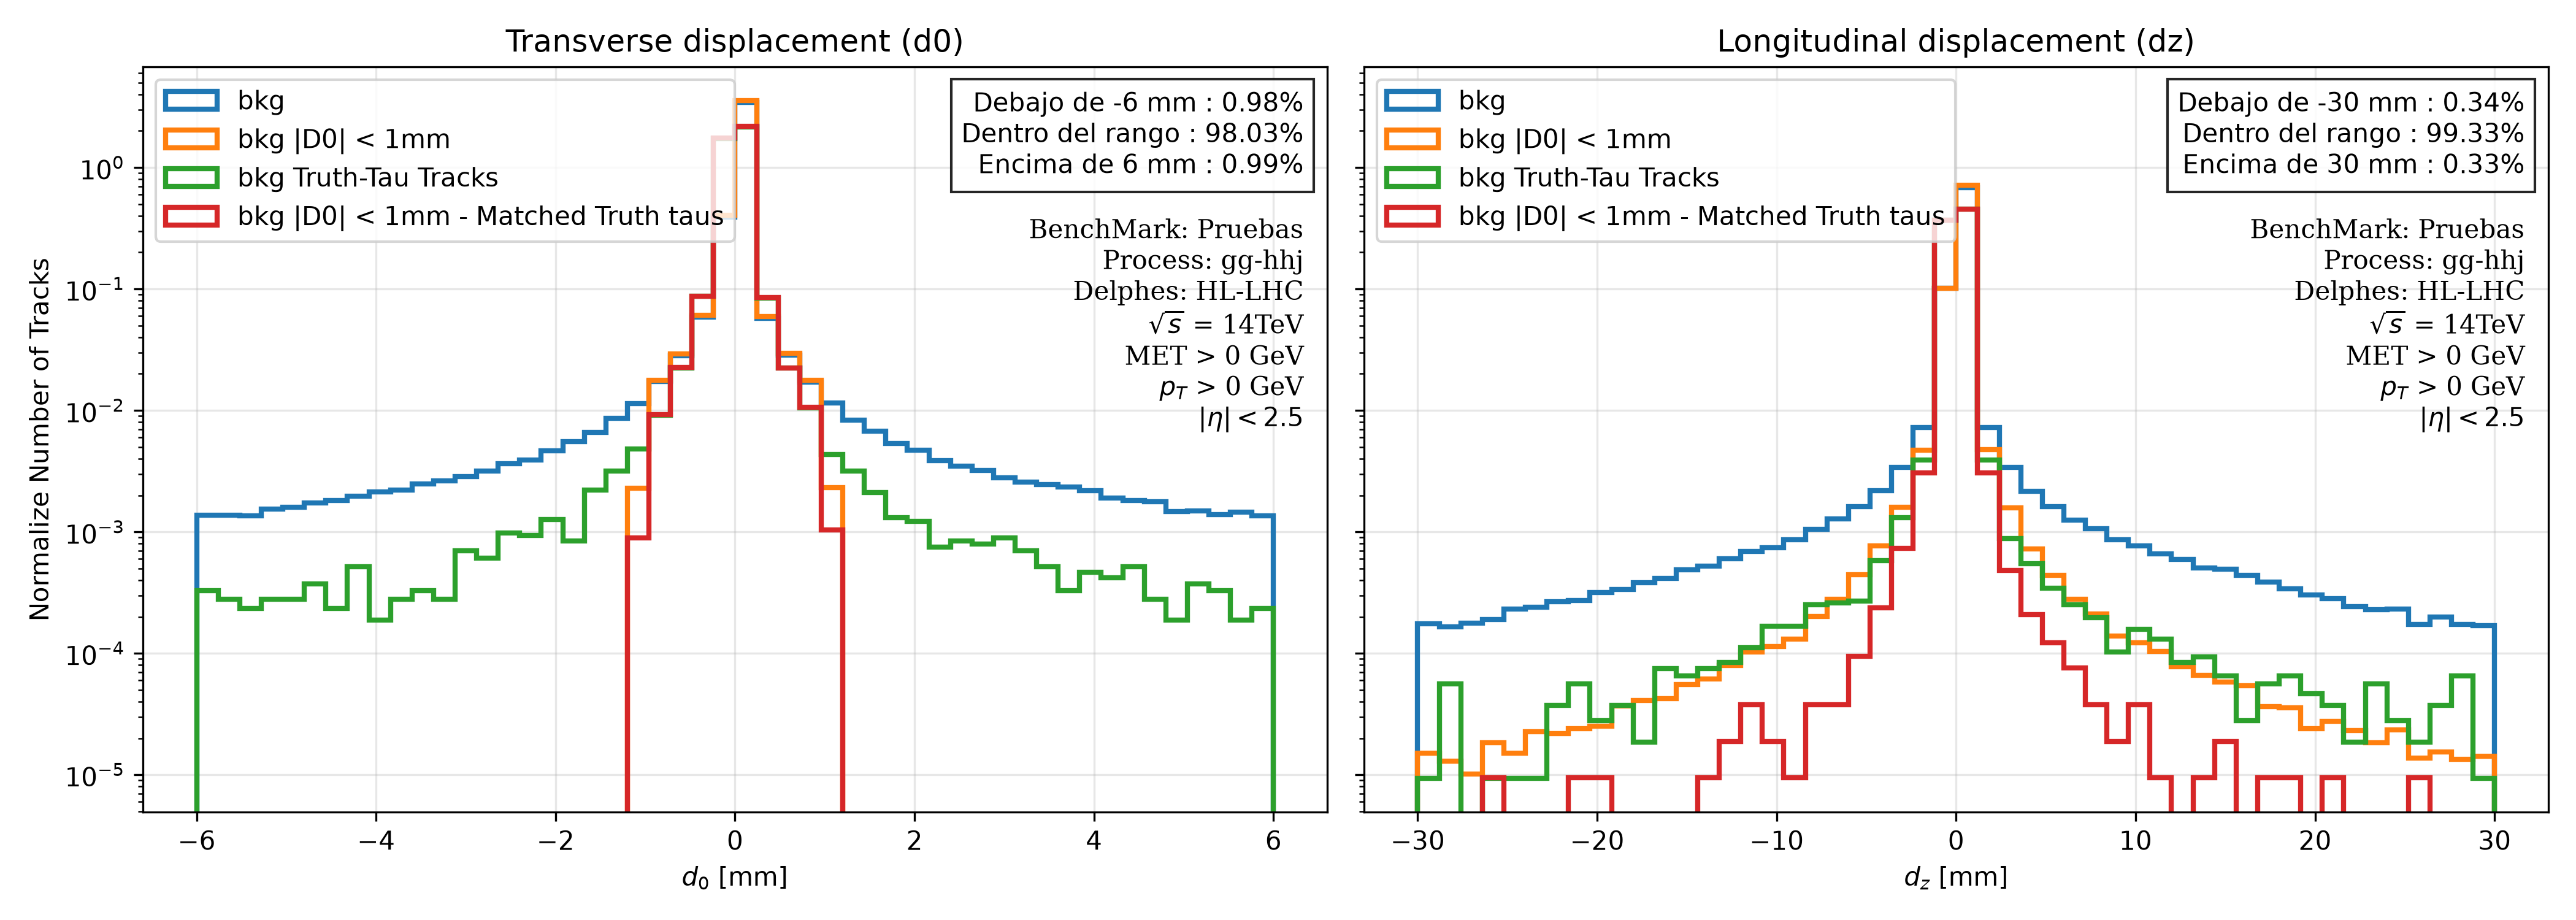 Transverse displacement (d0)
bkg
bkg |D0| < 1mm
bkg Truth-Tau Tracks
bkg |D0| < 1mm - Matched Truth taus
Debajo de -6 mm : 0.98%
Dentro del rango : 98.03%
Encima de 6 mm : 0.99%
BenchMark: Pruebas
Process: gg-hhj
Delphes: HL-LHC
√s = 14TeV
MET > 0 GeV
p_T > 0 GeV
|η| < 2.5
Normalize Number of Tracks
10⁰
10⁻¹
10⁻²
10⁻³
10⁻⁴
10⁻⁵
−6 −4 −2 0 2 4 6
d₀ [mm]
Longitudinal displacement (dz)
bkg
bkg |D0| < 1mm
bkg Truth-Tau Tracks
bkg |D0| < 1mm - Matched Truth taus
Debajo de -30 mm : 0.34%
Dentro del rango : 99.33%
Encima de 30 mm : 0.33%
BenchMark: Pruebas
Process: gg-hhj
Delphes: HL-LHC
√s = 14TeV
MET > 0 GeV
p_T > 0 GeV
|η| < 2.5
−30 −20 −10 0 10 20 30
d_z [mm]